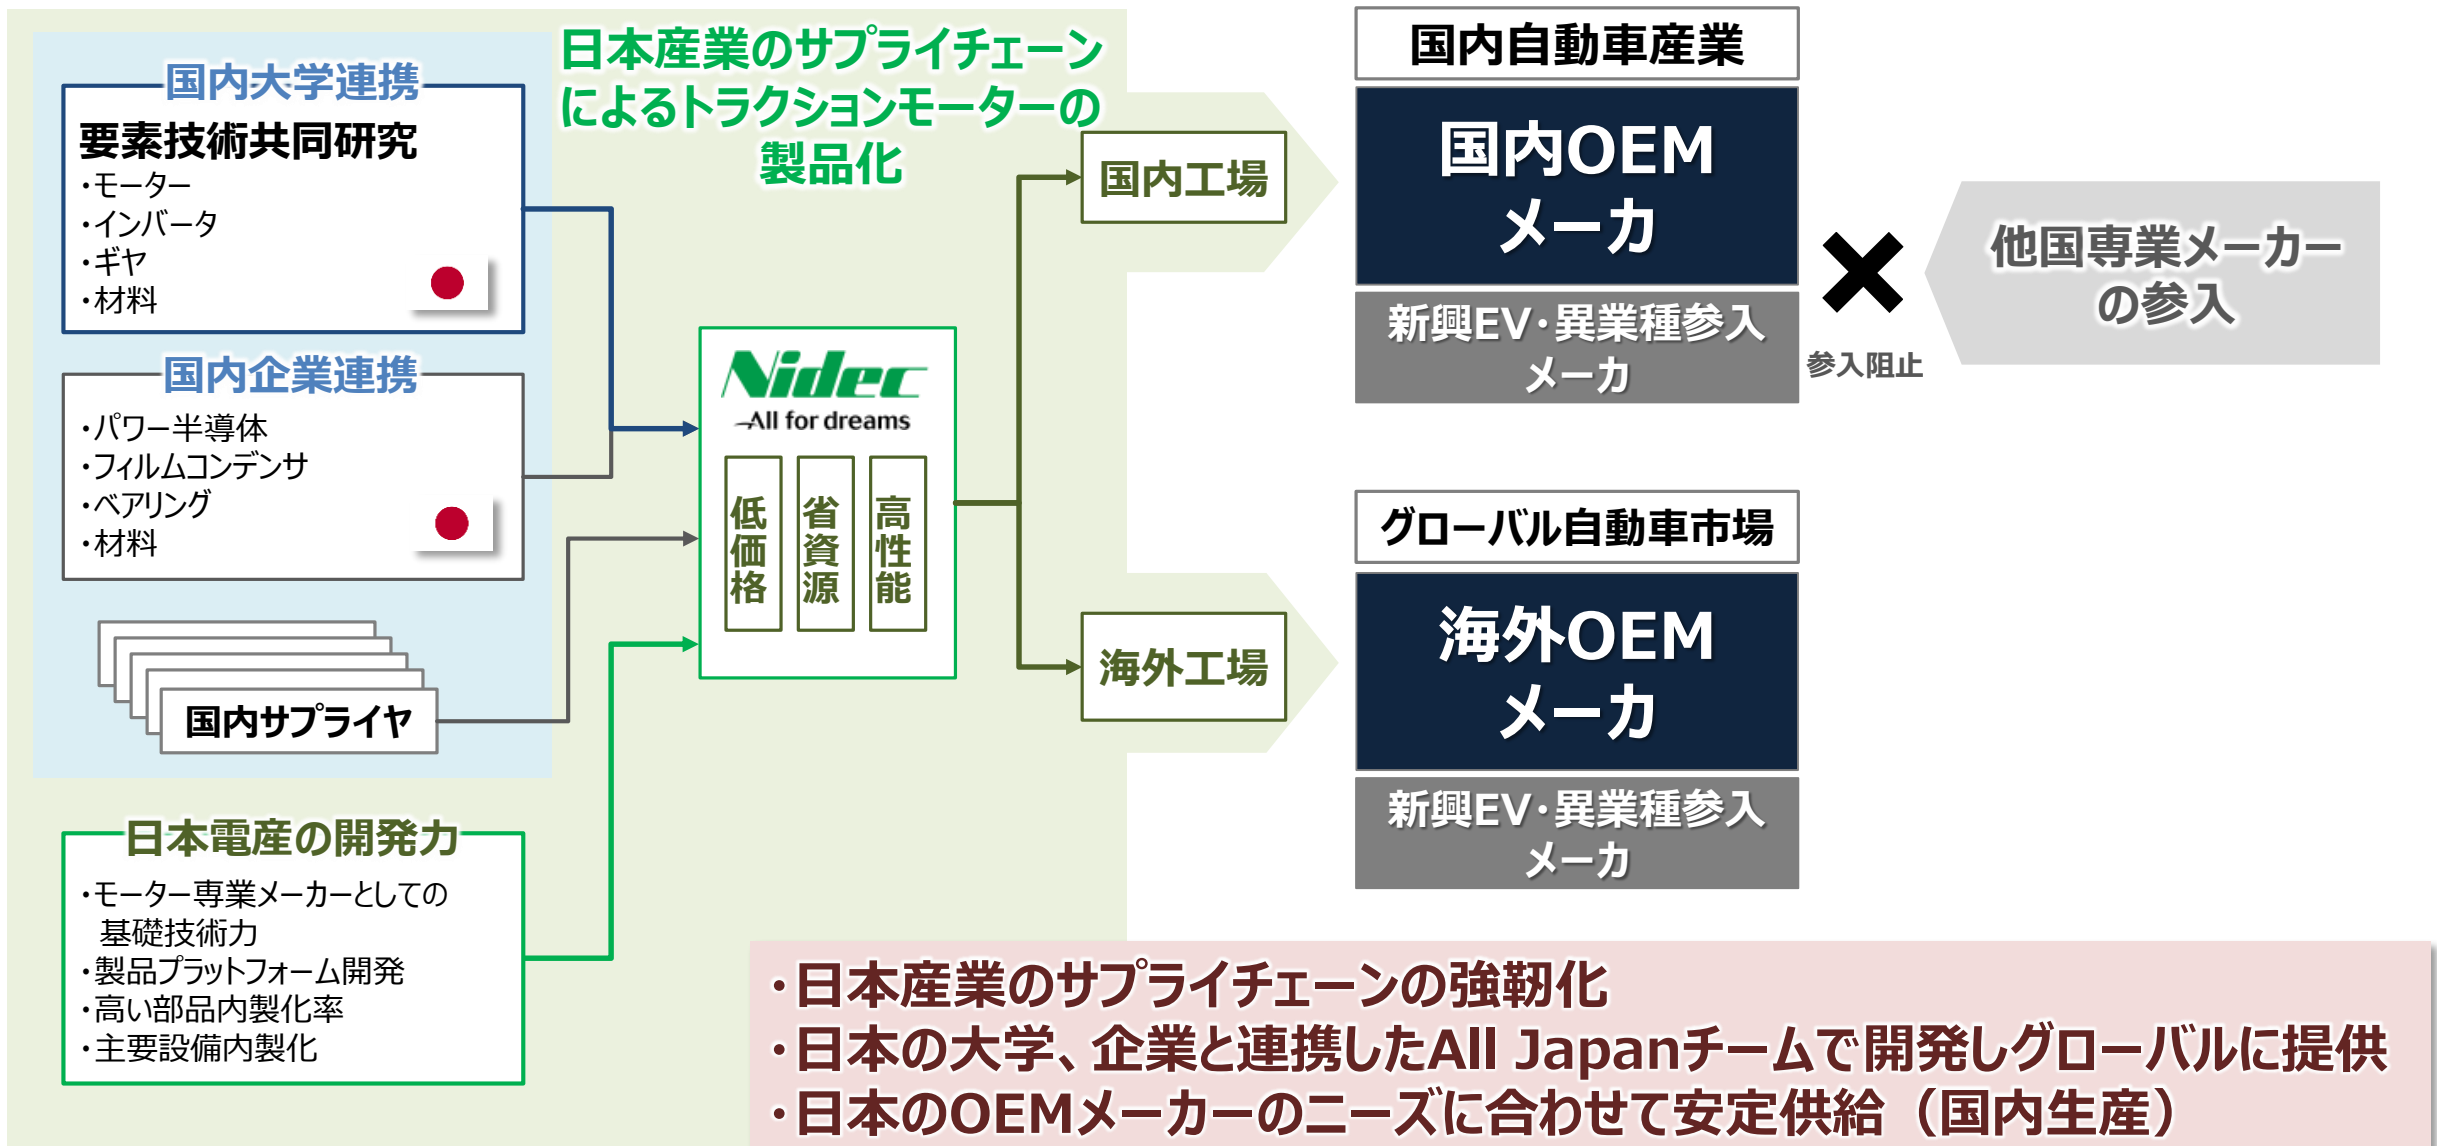 日本産業のサプライチェーン
によるトラクションモーターの
製品化
国内大学連携
要素技術共同研究
・モーター
・インバータ
・ギヤ
・材料
国内企業連携
・パワー半導体
・フィルムコンデンサ
・ベアリング
・材料
国内サプライヤ
日本電産の開発力
・モーター専業メーカーとしての
基礎技術力
・製品プラットフォーム開発
・高い部品内製化率
・主要設備内製化
Nidec
All for dreams
低価格
省資源
高性能
国内工場
海外工場
国内自動車産業
国内OEM
メーカ
新興EV・異業種参入
メーカ
参入阻止
他国専業メーカー
の参入
グローバル自動車市場
海外OEM
メーカ
新興EV・異業種参入
メーカ
・日本産業のサプライチェーンの強靭化
・日本の大学、企業と連携したAll Japanチームで開発しグローバルに提供
・日本のOEMメーカーのニーズに合わせて安定供給（国内生産）